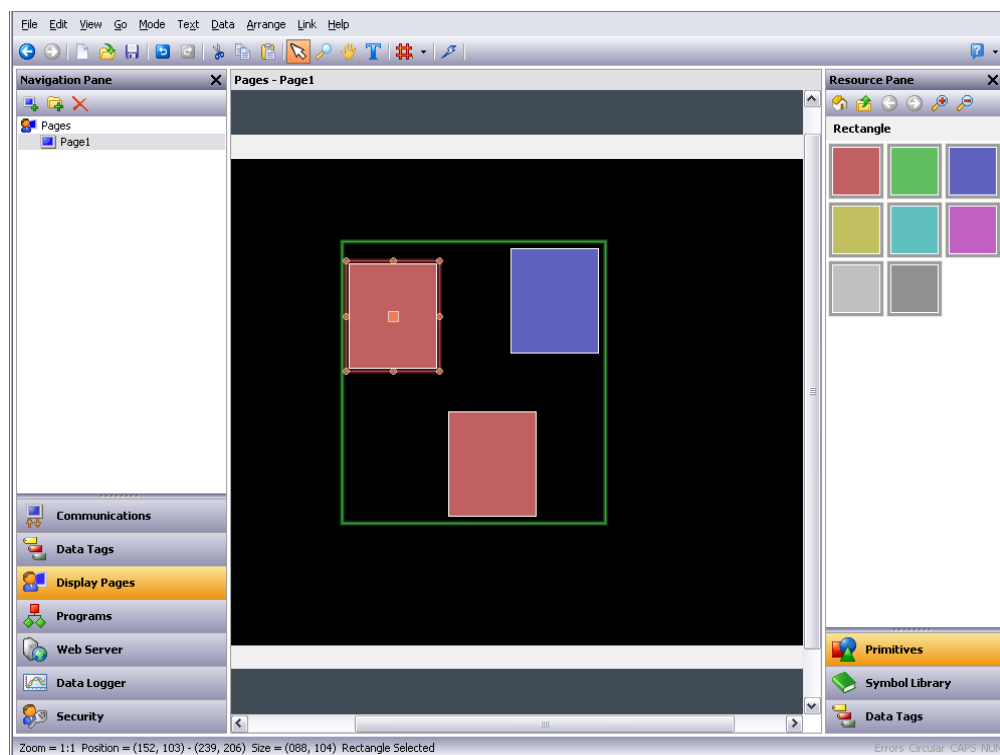 File Edit View Go Mode Text Data Arrange Link Help
Navigation Pane
Pages - Page1
Resource Pane
Pages
Page1
Rectangle
Communications
Data Tags
Display Pages
Programs
Web Server
Data Logger
Security
Primitives
Symbol Library
Data Tags
Zoom = 1:1 Position = (152, 103) - (239, 206) Size = (088, 104) Rectangle Selected
Errors Circular CAPS NUM